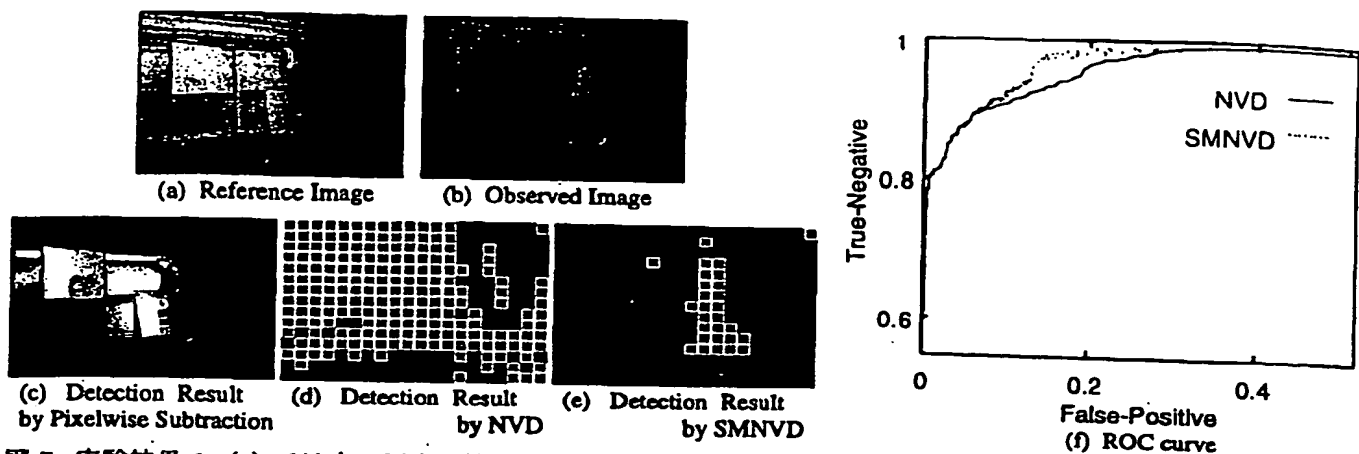 (a) Reference Image
(b) Observed Image
(c) Detection Result
by Pixelwise Subtraction
(d) Detection Result
by NVD
(e) Detection Result
by SMNVD
1
0.8
0.6
True-Negative
NVD
SMNVD
0
0.2
0.4
False-Positive
(f) ROC curve